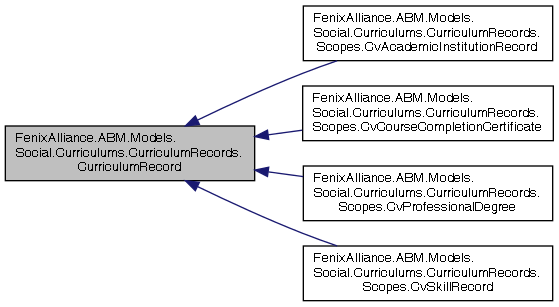 FenixAlliance.ABM.Models.
Social.Curriculums.CurriculumRecords.
CurriculumRecord
FenixAlliance.ABM.Models.
Social.Curriculums.CurriculumRecords.
Scopes.CvAcademicInstitutionRecord
FenixAlliance.ABM.Models.
Social.Curriculums.CurriculumRecords.
Scopes.CvCourseCompletionCertificate
FenixAlliance.ABM.Models.
Social.Curriculums.CurriculumRecords.
Scopes.CvProfessionalDegree
FenixAlliance.ABM.Models.
Social.Curriculums.CurriculumRecords.
Scopes.CvSkillRecord